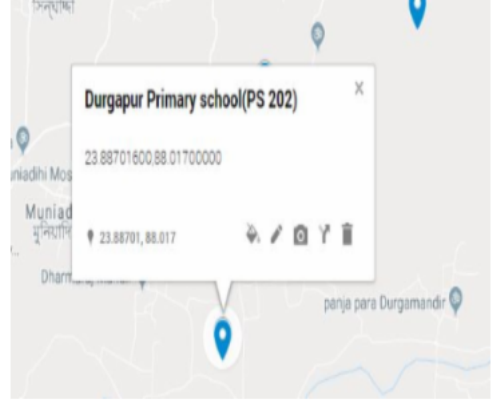 Durgapur Primary school(PS 202)
x
23.88701600,88.01700000
23.88701, 88.017
niadihi Mos
Muniad
Dharm
panja para Durgamandir